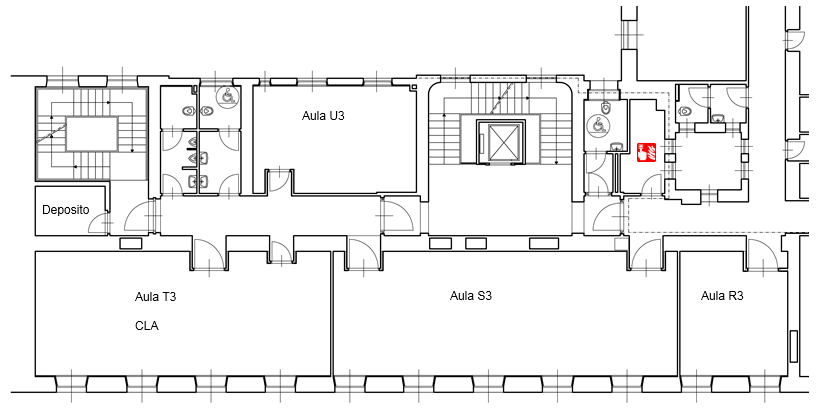 Aula U3
Deposito
Aula T3
CLA
Aula S3
Aula R3